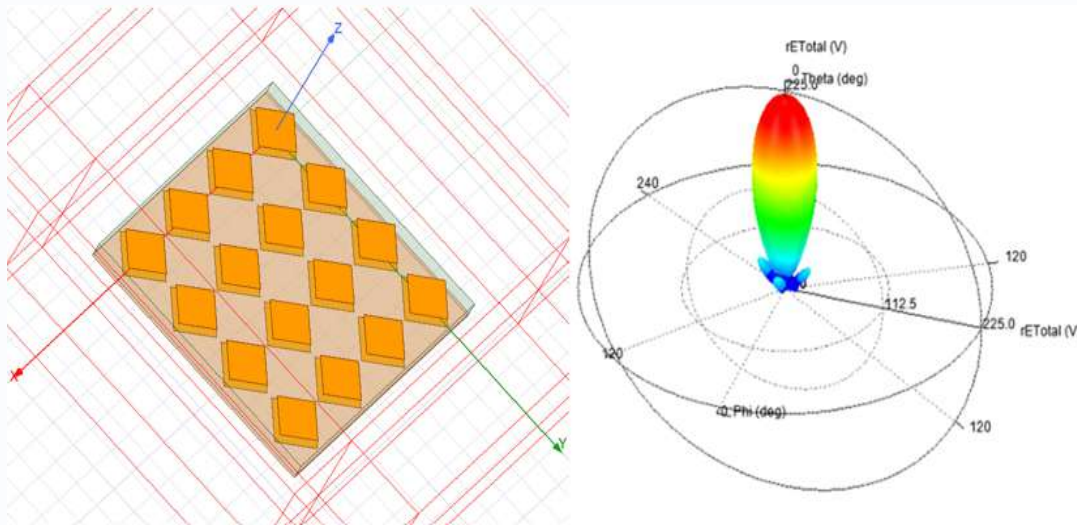 Z
X
Y
rETotal (V)
0
Theta (deg)
225.0
240
120
112.5
225.0
rETotal (V
120
0 Phi (deg)
120